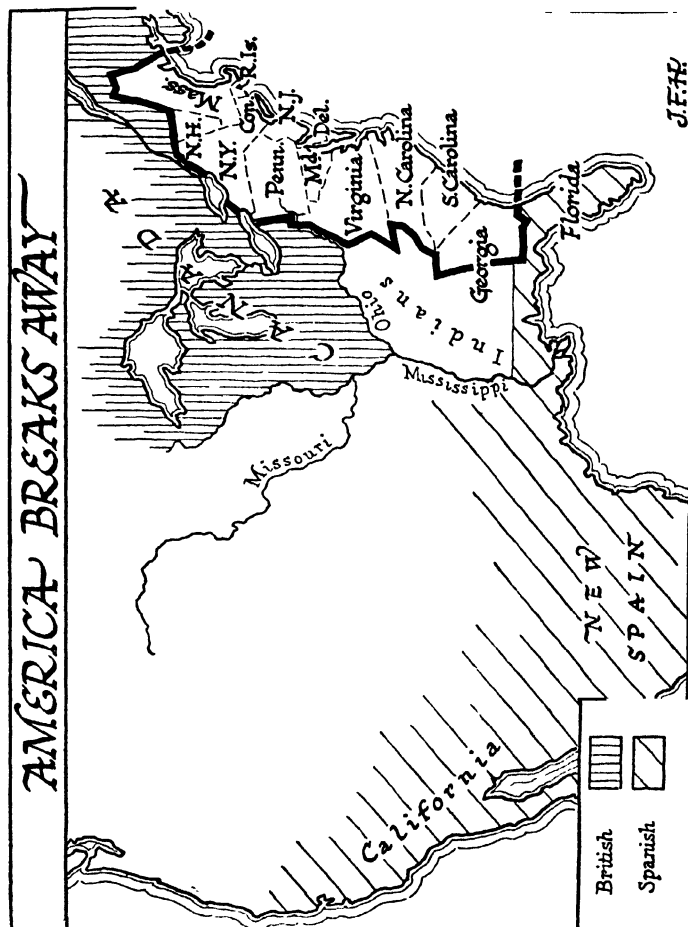 AMERICA BREAKS AWAY
CANADA
Missouri
Mississippi
Ohio
Indians
Mass.
N.H.
R.Is.
Con.
N.Y.
N.J.
Penn.
Del.
Md.
Virginia
N.Carolina
S.Carolina
Georgia
Florida
California
NEW
SPAIN
British
Spanish
J.F.H.